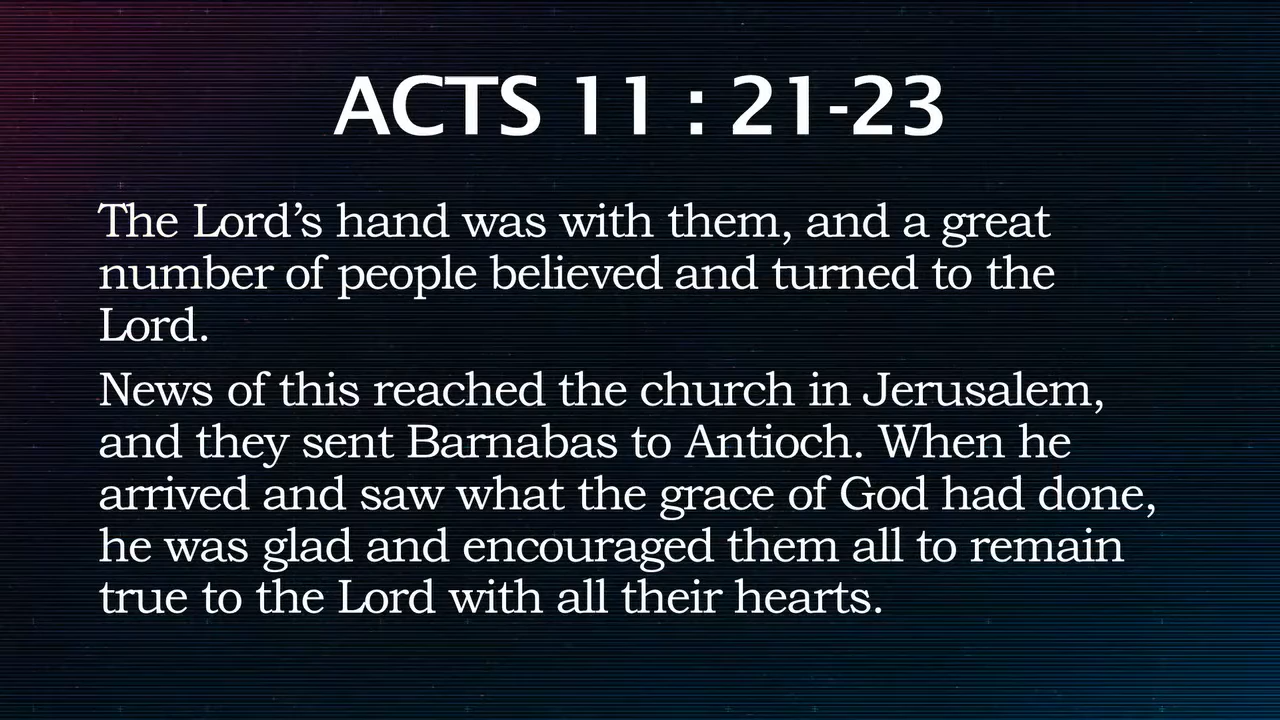 ACTS 11 : 21-23
The Lord’s hand was with them, and a great
number of people believed and turned to the
Lord.
News of this reached the church in Jerusalem,
and they sent Barnabas to Antioch. When he
arrived and saw what the grace of God had done,
he was glad and encouraged them all to remain
true to the Lord with all their hearts.